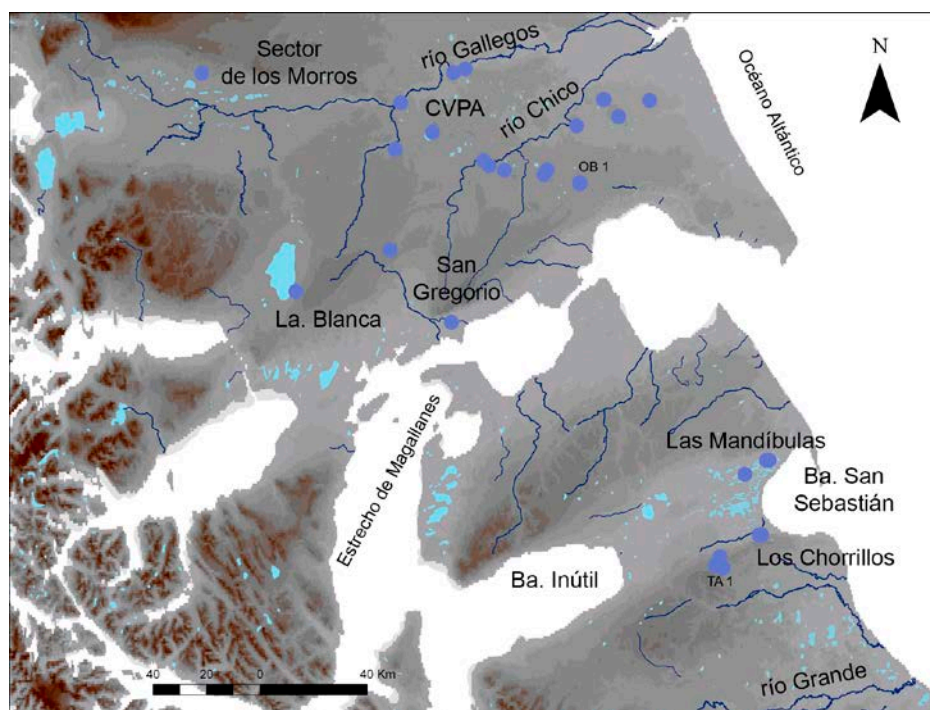 Sector
de los Morros
río Gallegos
CVPA
río Chico
Océano Altántico
N
OB 1
San
Gregorio
La. Blanca
Estrecho de Magallanes
Las Mandíbulas
Ba. San
Sebastián
Los Chorrillos
TA 1
Ba. Inútil
río Grande
40 20 0 40 Km